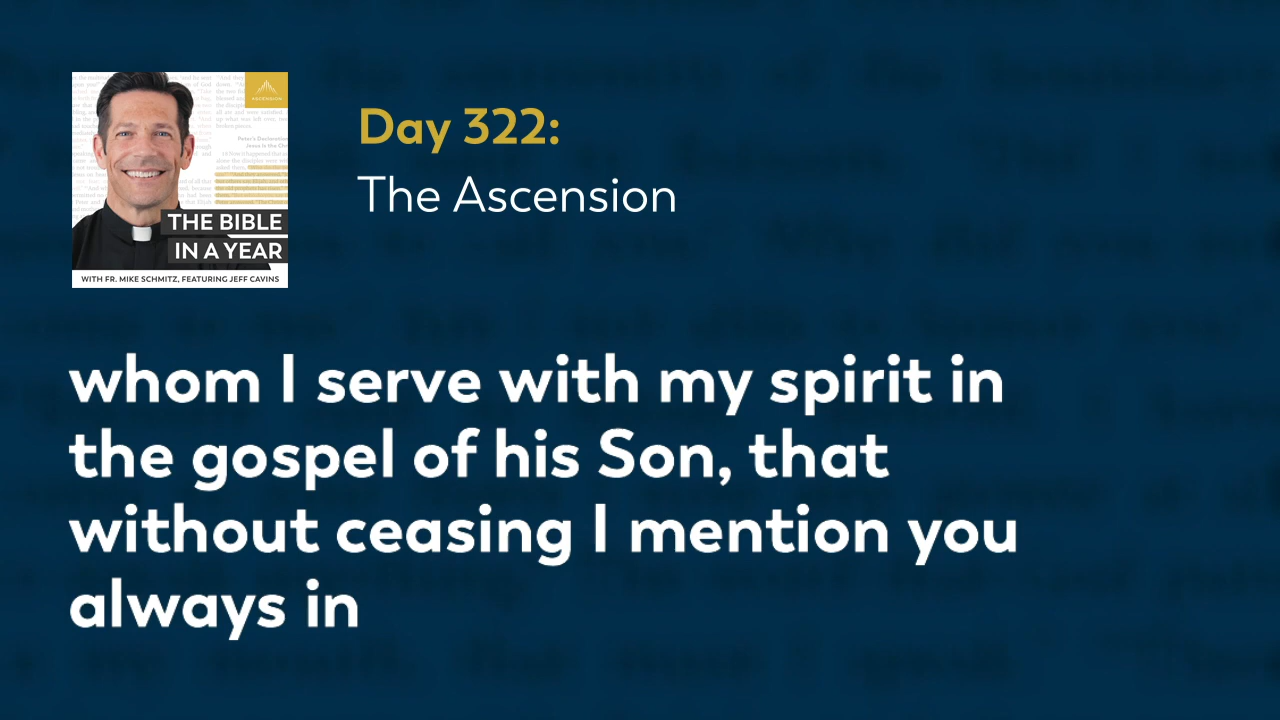 ASCENSION
Day 322:
The Ascension
THE BIBLE
IN A YEAR
WITH FR. MIKE SCHMITZ, FEATURING JEFF CAVINS
whom I serve with my spirit in
the gospel of his Son, that
without ceasing I mention you
always in